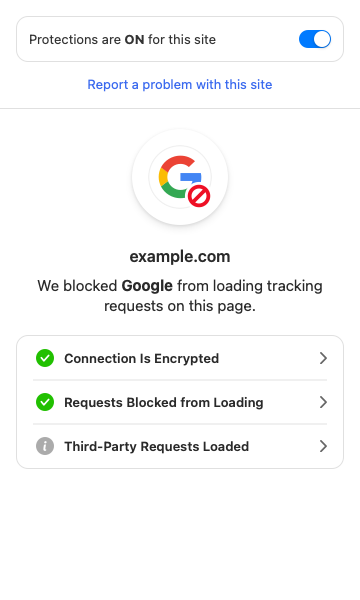 Protections are ON for this site
Report a problem with this site
example.com
We blocked Google from loading tracking
requests on this page.
Connection Is Encrypted
Requests Blocked from Loading
Third-Party Requests Loaded